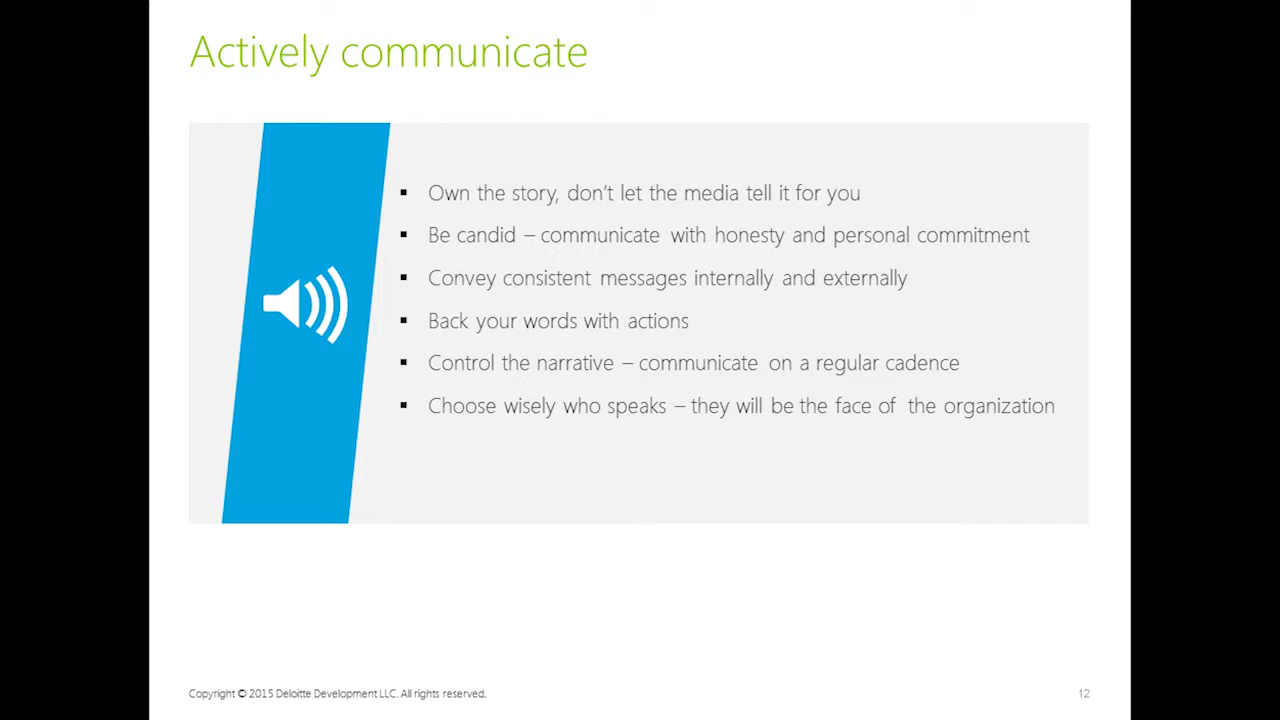 Actively communicate
▪ Own the story, don't let the media tell it for you
▪ Be candid – communicate with honesty and personal commitment
▪ Convey consistent messages internally and externally
▪ Back your words with actions
▪ Control the narrative – communicate on a regular cadence
▪ Choose wisely who speaks – they will be the face of the organization
Copyright © 2015 Deloitte Development LLC. All rights reserved.
12